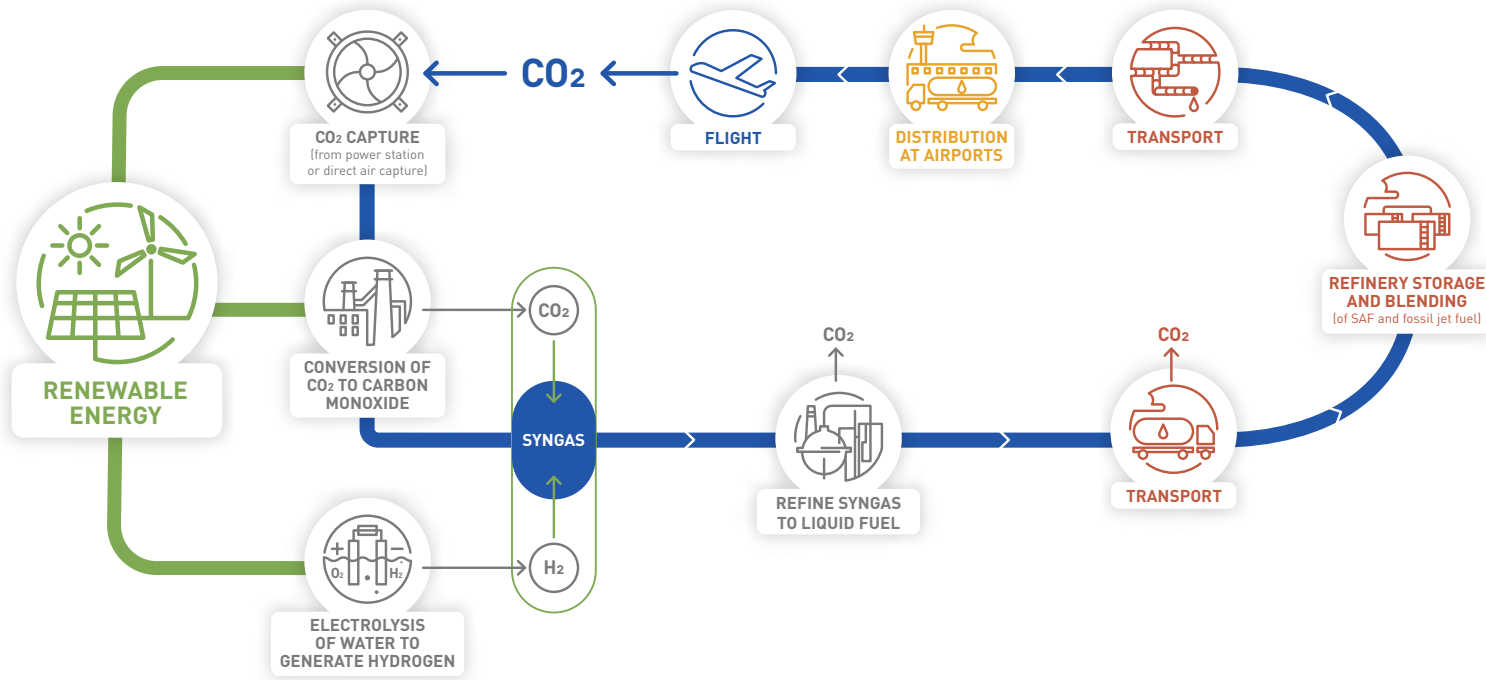 CO₂ CAPTURE
(from power station
or direct air capture)
CO₂
FLIGHT
DISTRIBUTION
AT AIRPORTS
TRANSPORT
RENEWABLE
ENERGY
CONVERSION OF
CO₂ TO CARBON
MONOXIDE
CO₂
SYNGAS
H₂
+
−
O₂
H₂
ELECTROLYSIS
OF WATER TO
GENERATE HYDROGEN
CO₂
REFINE SYNGAS
TO LIQUID FUEL
CO₂
TRANSPORT
REFINERY STORAGE
AND BLENDING
(of SAF and fossil jet fuel)